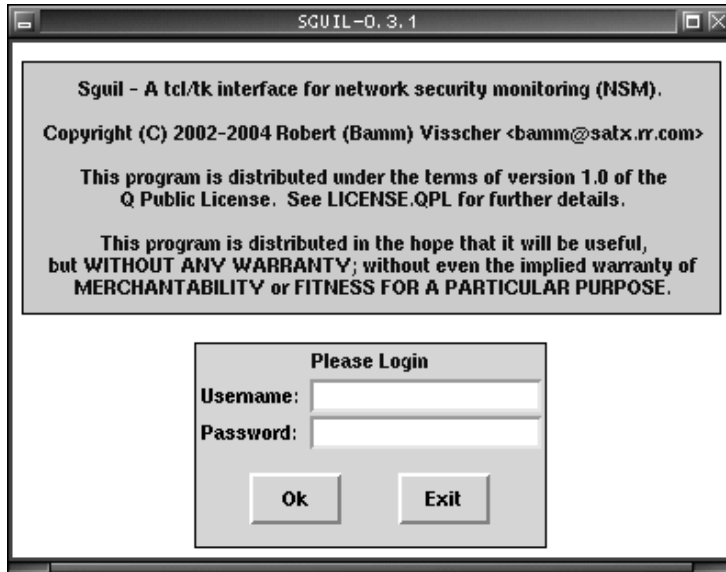 SGUIL-0.3.1
Sguil - A tcl/tk interface for network security monitoring (NSM).
Copyright (C) 2002-2004 Robert (Bamm) Visscher <bamm@satx.rr.com>
This program is distributed under the terms of version 1.0 of the
Q Public License.  See LICENSE.QPL for further details.
This program is distributed in the hope that it will be useful,
but WITHOUT ANY WARRANTY; without even the implied warranty of
MERCHANTABILITY or FITNESS FOR A PARTICULAR PURPOSE.
Please Login
Username:
Password:
Ok Exit